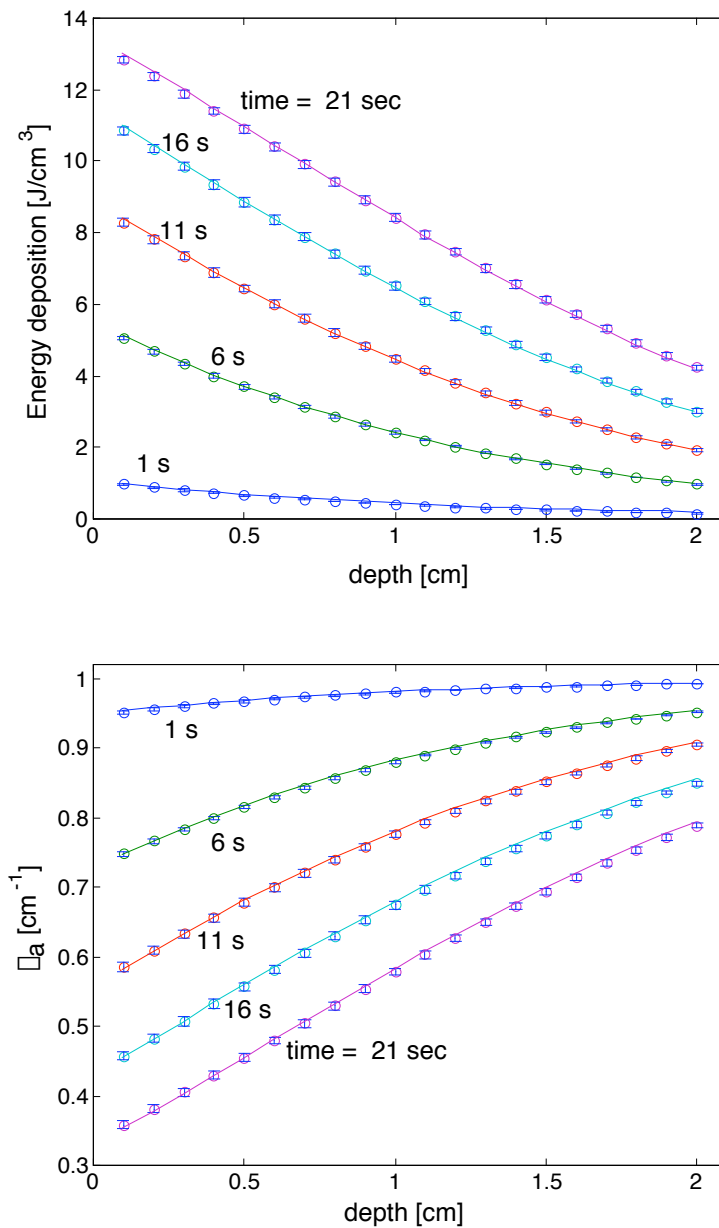 14
12
10
8
6
4
2
0
Energy deposition [J/cm 3]
time = 21 sec
16 s
11 s
6 s
1 s
0
0.5
1
1.5
2
depth [cm]
1
0.9
0.8
0.7
0.6
0.5
0.4
0.3
□a [cm-1]
1 s
6 s
11 s
16 s
time = 21 sec
0
0.5
1
1.5
2
depth [cm]